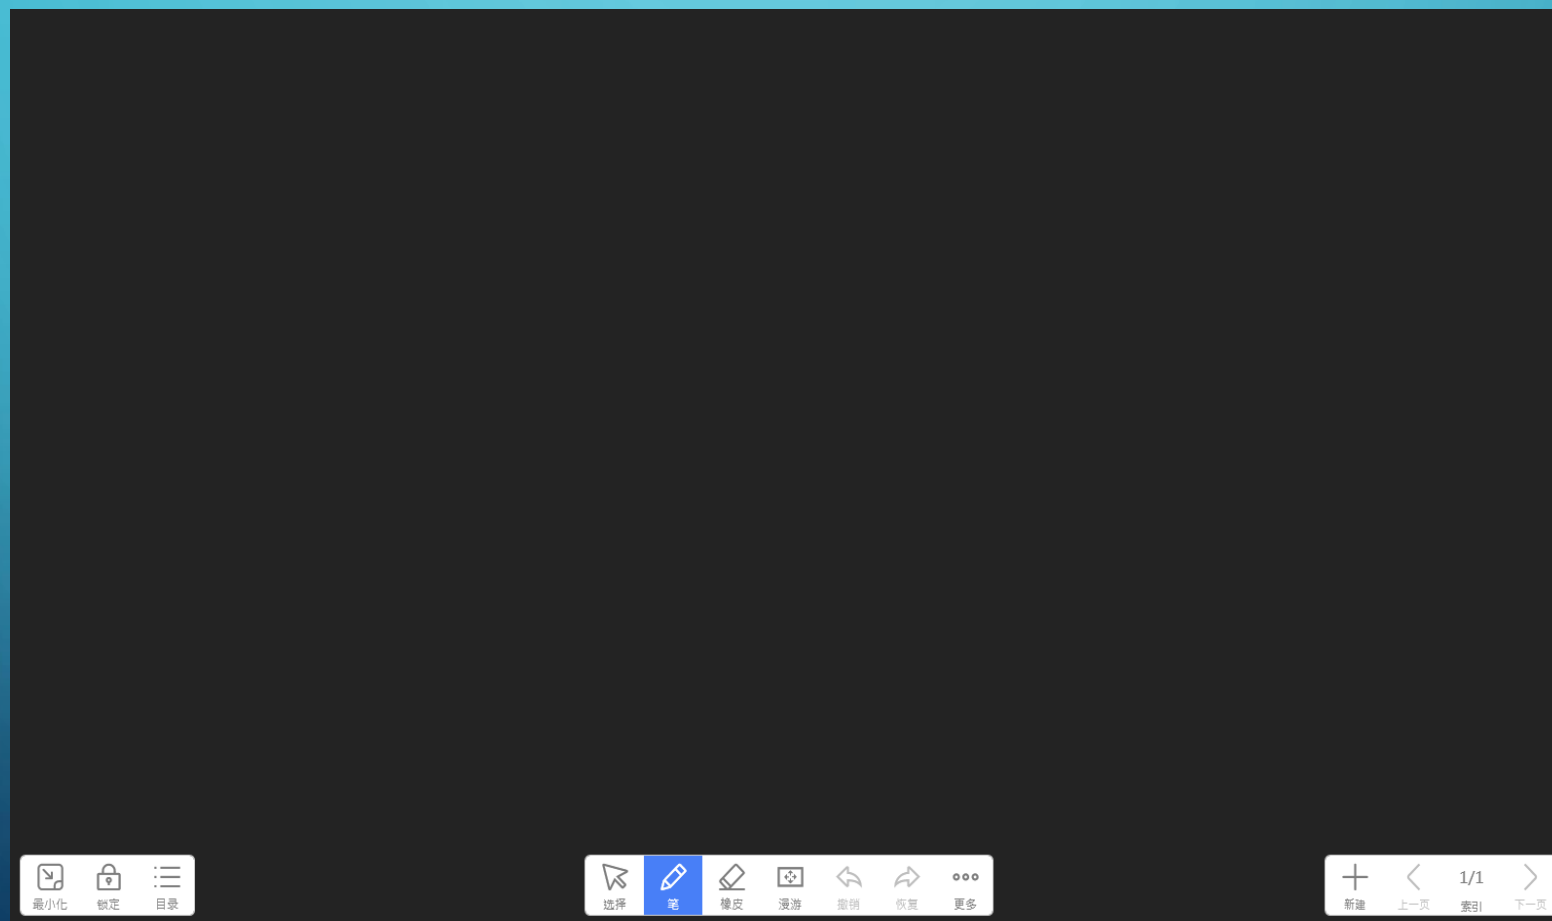 最小化 锁定 目录 选择 笔 橡皮 漫游 撤销 恢复 更多 新建 上一页 1/1 索引 下一页